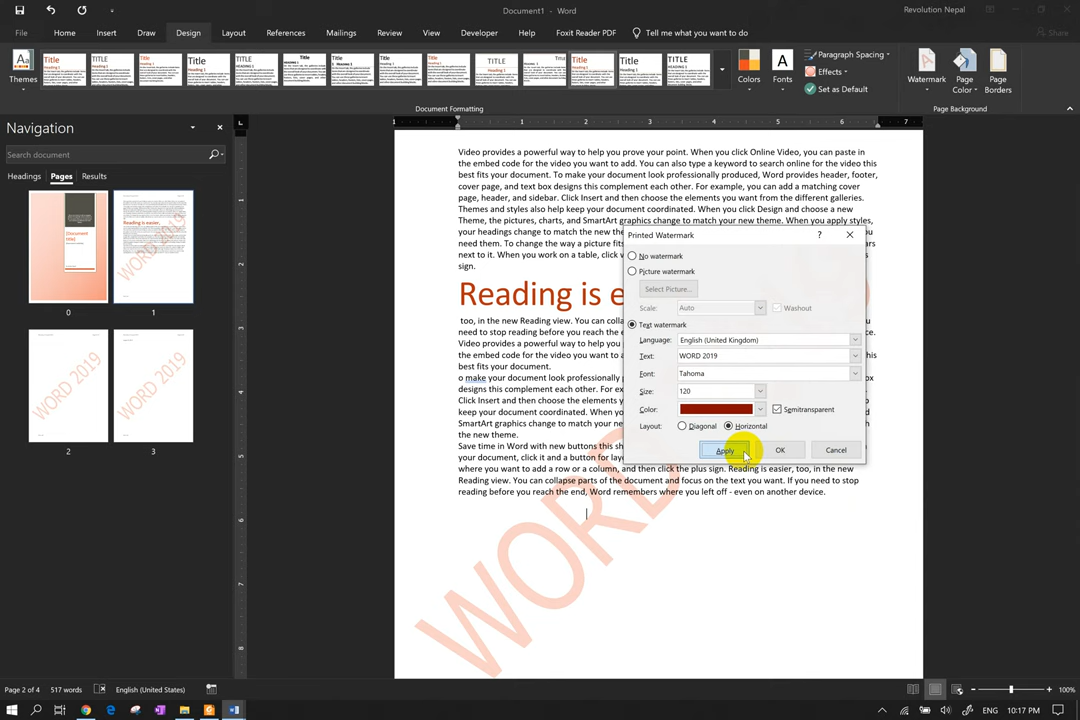 Document1 - Word
Revolution Nepal
File Home Insert Draw Design Layout References Mailings Review View Developer Help Foxit Reader PDF Tell me what you want to do Share
Themes
Colors
Fonts
Paragraph Spacing
Effects
Set as Default
Watermark
Page Color
Page Borders
Document Formatting
Page Background
Navigation
Search document
Headings Pages Results
[Document title]
0
Reading is easier,
WORD 2019
1
WORD 2019
2
WORD 2019
3
Video provides a powerful way to help you prove your point. When you click Online Video, you can paste in
the embed code for the video you want to add. You can also type a keyword to search online for the video this
best fits your document. To make your document look professionally produced, Word provides header, footer,
cover page, and text box designs this complement each other. For example, you can add a matching cover
page, header, and sidebar. Click Insert and then choose the elements you want from the different galleries.
Themes and styles also help keep your document coordinated. When you click Design and choose a new
Theme, the pictures, charts, and SmartArt graphics change to match your new theme. When you apply styles,
your headings change to match the new the
need them. To change the way a picture fits
next to it. When you work on a table, click
sign.
Reading is e
too, in the new Reading view. You can colla
need to stop reading before you reach the e
Video provides a powerful way to help you
the embed code for the video you want to a
best fits your document.
o make your document look professionally p
designs this complement each other. For ex
Click Insert and then choose the elements y
keep your document coordinated. When yo
SmartArt graphics change to match your new
the new theme.
Save time in Word with new buttons this sh
your document, click it and a button for lay
where you want to add a row or a column, and then click the plus sign. Reading is easier, too, in the new
Reading view. You can collapse parts of the document and focus on the text you want. If you need to stop
reading before you reach the end, Word remembers where you left off - even on another device.
WORD
Printed Watermark
? ×
No watermark
Picture watermark
Select Picture...
Scale: Auto Washout
Text watermark
Language: English (United Kingdom)
Text: WORD 2019
Font: Tahoma
Size: 120
Color: Semitransparent
Layout: Diagonal Horizontal
Apply OK Cancel
Page 2 of 4 517 words English (United States) 100%
ENG 10:17 PM